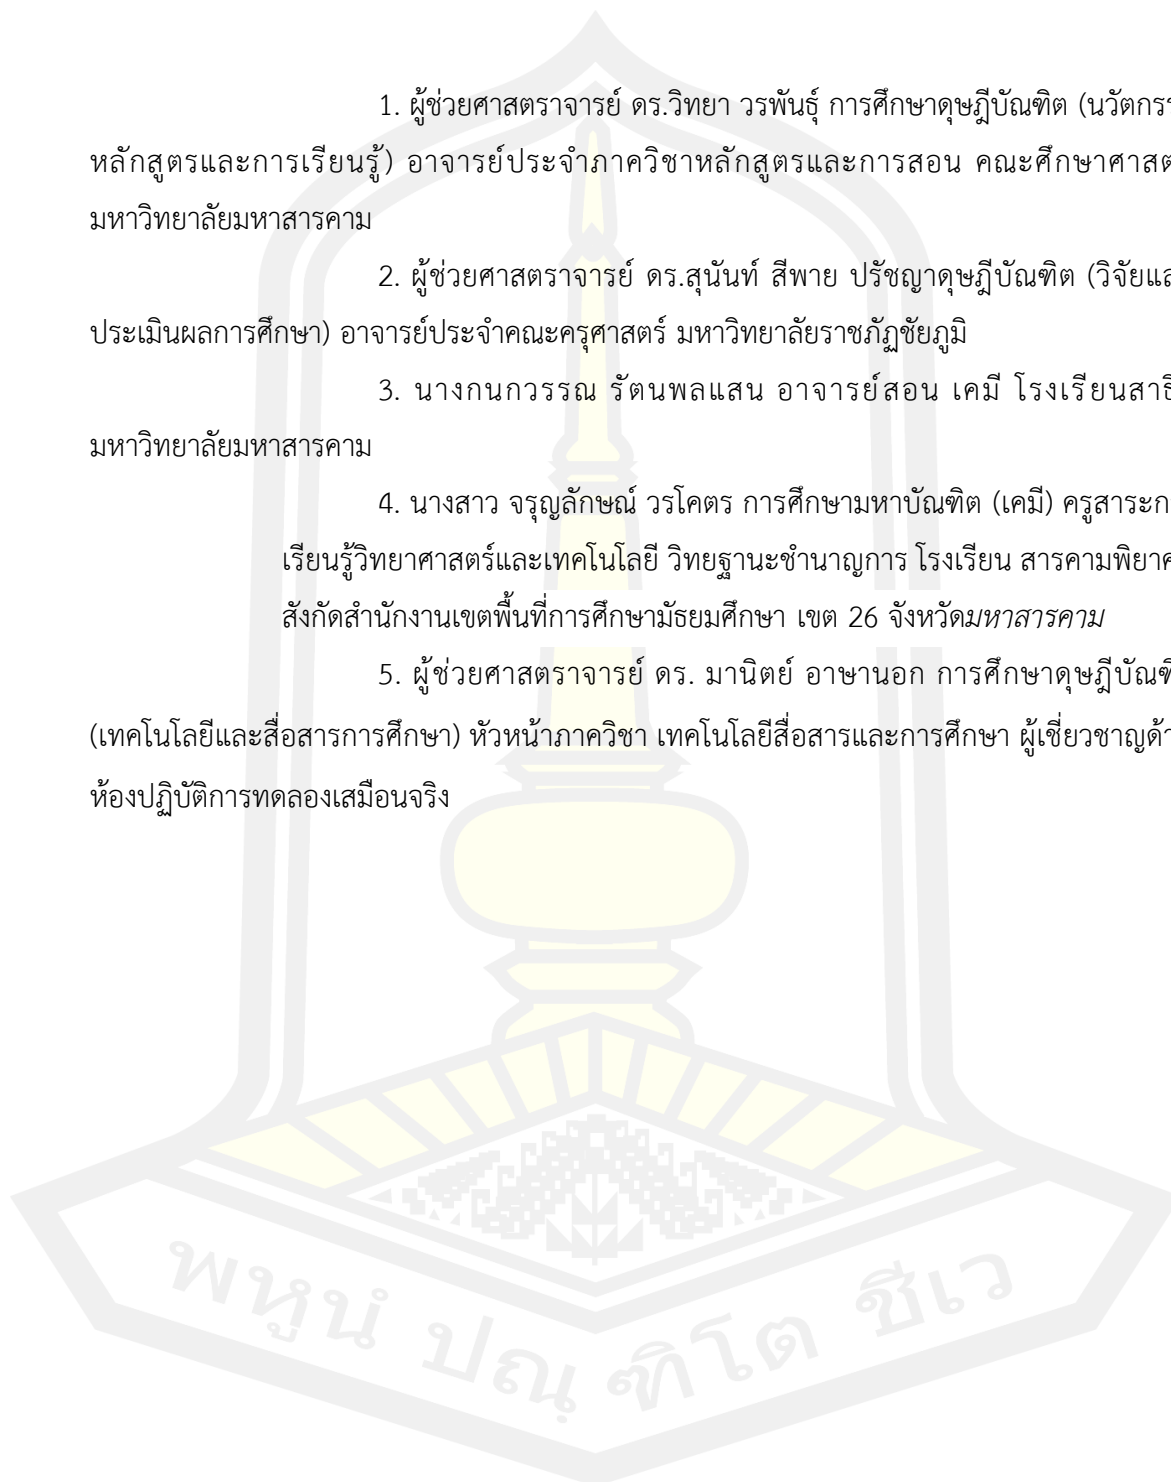 1. ผู้ช่วยศาสตราจารย์ ดร.วิทยา วรพันธุ์ การศึกษาดุษฎีบัณฑิต (นวัตกรร
หลักสูตรและการเรียนรู้) อาจารย์ประจำภาควิชาหลักสูตรและการสอน คณะศึกษาศาสต
มหาวิทยาลัยมหาสารคาม
2. ผู้ช่วยศาสตราจารย์ ดร.สุนันท์ สีพาย ปรัชญาดุษฎีบัณฑิต (วิจัยแล
ประเมินผลการศึกษา) อาจารย์ประจำคณะครุศาสตร์ มหาวิทยาลัยราชภัฏชัยภูมิ
3. นางกนกวรรณ รัตนพลแสน อาจารย์สอน เคมี โรงเรียนสาธิ
มหาวิทยาลัยมหาสารคาม
4. นางสาว จรุญลักษณ์ วรโคตร การศึกษามหาบัณฑิต (เคมี) ครูสาระกา
เรียนรู้วิทยาศาสตร์และเทคโนโลยี วิทยฐานะชำนาญการ โรงเรียน สารคามพิยาค
สังกัดสำนักงานเขตพื้นที่การศึกษามัธยมศึกษา เขต 26 จังหวัดมหาสารคาม
5. ผู้ช่วยศาสตราจารย์ ดร. มานิตย์ อาษานอก การศึกษาดุษฎีบัณฑิ
(เทคโนโลยีและสื่อสารการศึกษา) หัวหน้าภาควิชา เทคโนโลยีสื่อสารและการศึกษา ผู้เชี่ยวชาญด้า
ห้องปฏิบัติการทดลองเสมือนจริง
พหูนํ ปณฺ ฑิโต ชีเว